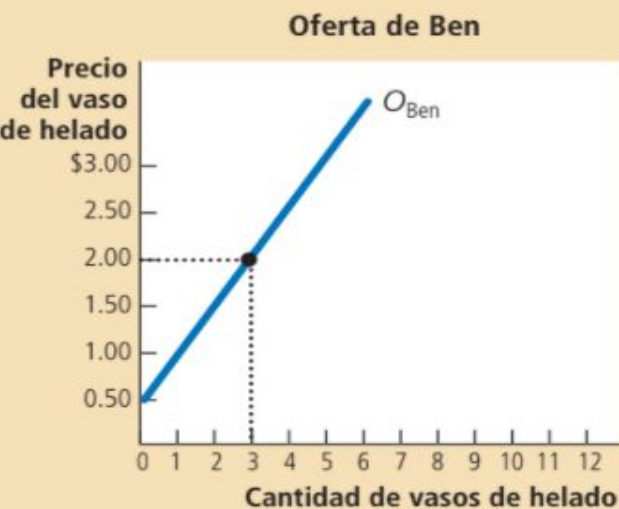 Oferta de Ben
Precio
del vaso
de helado
$3.00
2.50
2.00
1.50
1.00
0.50
O Ben
0 1 2 3 4 5 6 7 8 9 10 11 12
Cantidad de vasos de helado